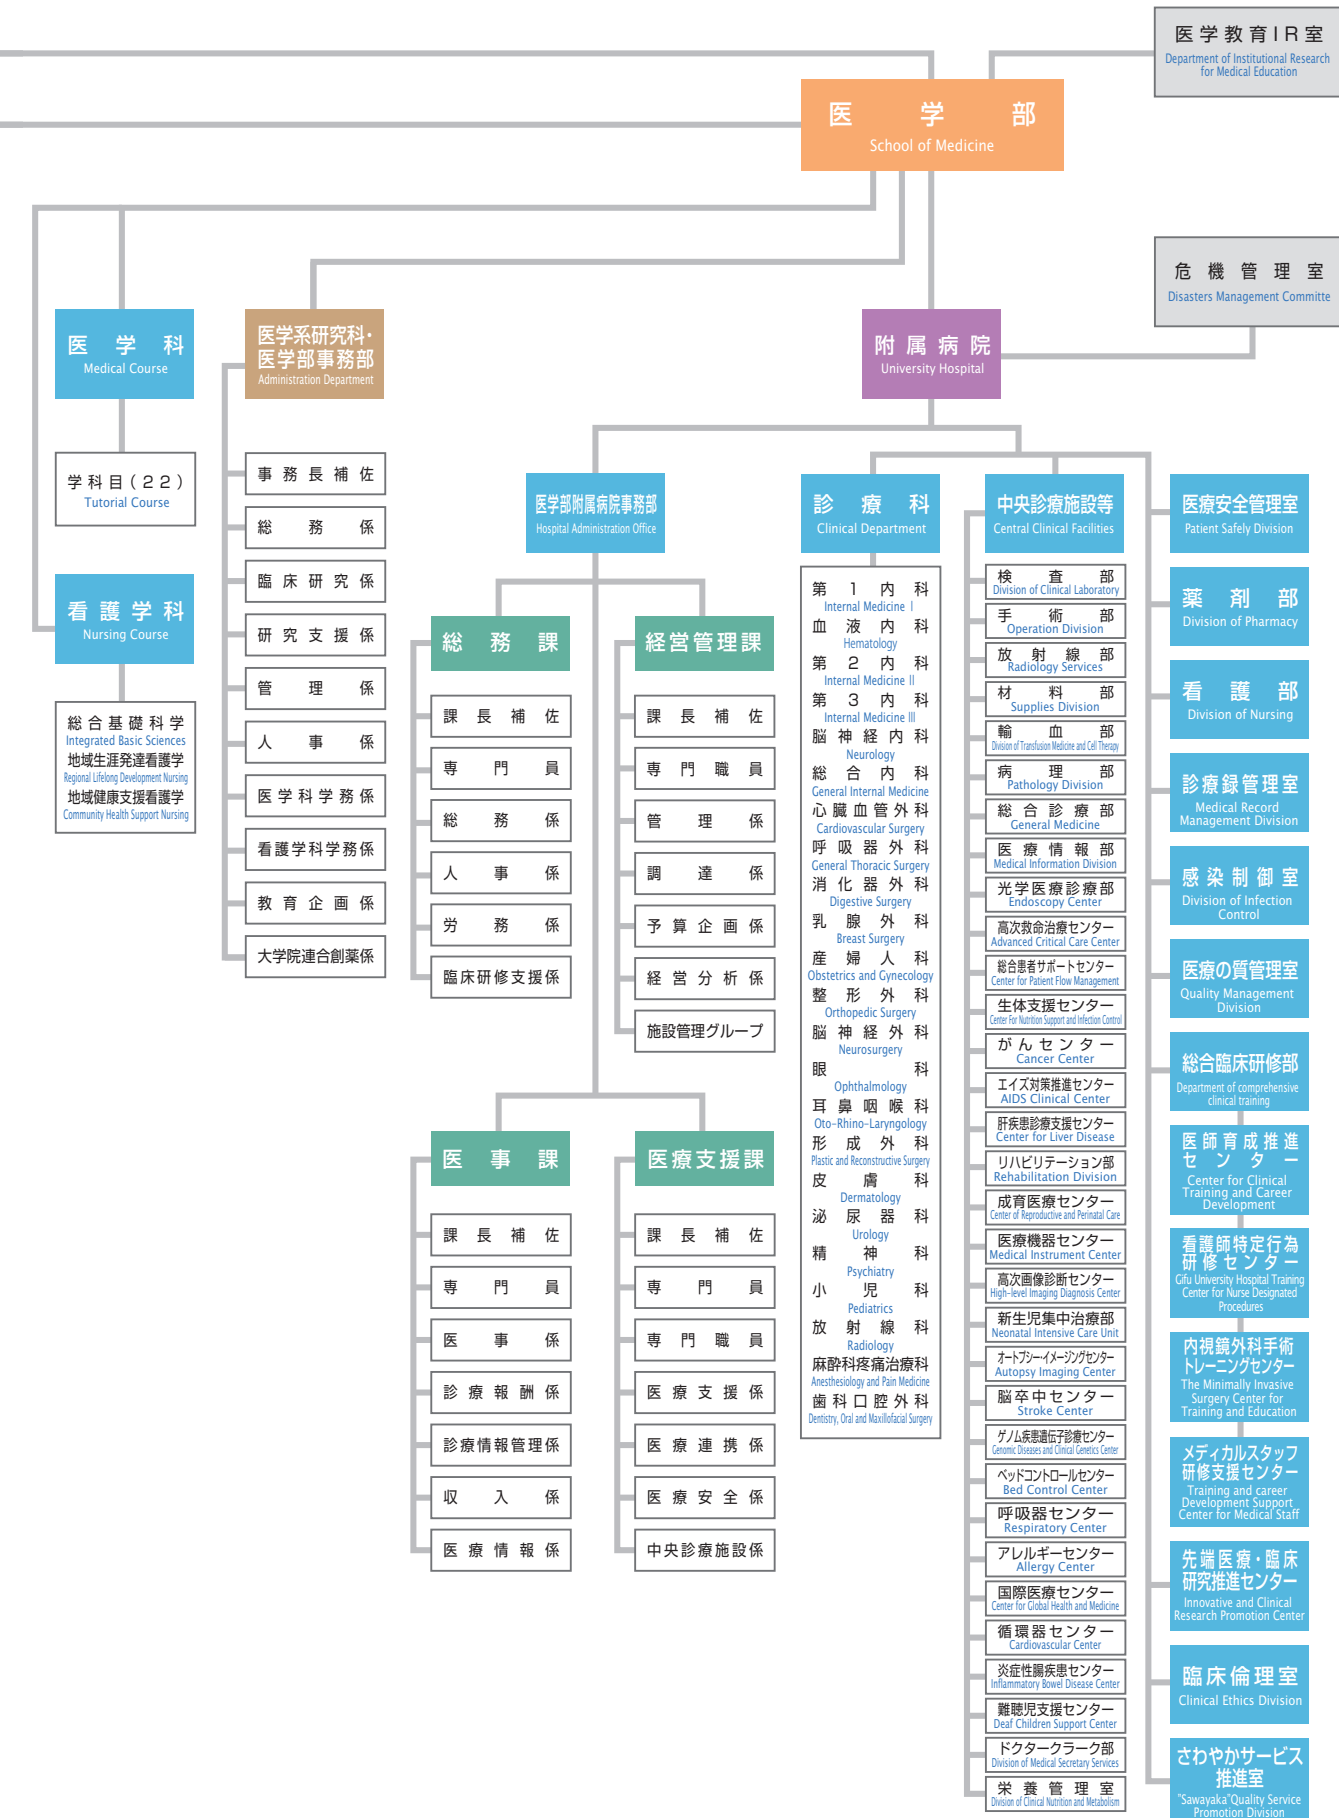 医学教育IR室
Department of Institutional Research
for Medical Education
医学部
School of Medicine
危機管理室
Disasters Management Committe
医学科
Medical Course
学科目(22)
Tutorial Course
看護学科
Nursing Course
総合基礎科学
Integrated Basic Sciences
地域生涯発達看護学
Regional Lifelong Development Nursing
地域健康支援看護学
Community Health Support Nursing
医学系研究科・
医学部事務部
Administration Department
事務長補佐
総務係
臨床研究係
研究支援係
管理係
人事係
医学科学務係
看護学科学務係
教育企画係
大学院連合創薬係
附属病院
University Hospital
医学部附属病院事務部
Hospital Administration Office
総務課
課長補佐
専門員
総務係
人事係
労務係
臨床研修支援係
経営管理課
課長補佐
専門職員
管理係
調達係
予算企画係
経営分析係
施設管理グループ
医事課
課長補佐
専門員
医事係
診療報酬係
診療情報管理係
収入係
医療情報係
医療支援課
課長補佐
専門員
専門職員
医療支援係
医療連携係
医療安全係
中央診療施設係
診療科
Clinical Department
第1内科
Internal Medicine Ⅰ
血液内科
Hematology
第2内科
Internal Medicine Ⅱ
第3内科
Internal Medicine Ⅲ
脳神経内科
Neurology
総合内科
General Internal Medicine
心臓血管外科
Cardiovascular Surgery
呼吸器外科
General Thoracic Surgery
消化器外科
Digestive Surgery
乳腺外科
Breast Surgery
産婦人科
Obstetrics and Gynecology
整形外科
Orthopedic Surgery
脳神経外科
Neurosurgery
眼科
Ophthalmology
耳鼻咽喉科
Oto-Rhino-Laryngology
形成外科
Plastic and Reconstructive Surgery
皮膚科
Dermatology
泌尿器科
Urology
精神科
Psychiatry
小児科
Pediatrics
放射線科
Radiology
麻酔科疼痛治療科
Anesthesiology and Pain Medicine
歯科口腔外科
Dentistry, Oral and Maxillofacial Surgery
中央診療施設等
Central Clinical Facilities
検査部
Division of Clinical Laboratory
手術部
Operation Division
放射線部
Radiology Services
材料部
Supplies Division
輸血部
Division of Transfusion Medicine and Cell Therapy
病理部
Pathology Division
総合診療部
General Medicine
医療情報部
Medical Information Division
光学医療診療部
Endoscopy Center
高次救命治療センター
Advanced Critical Care Center
総合患者サポートセンター
Center for Patient Flow Management
生体支援センター
Center For Nutrition Support and Infection Control
がんセンター
Cancer Center
エイズ対策推進センター
AIDS Clinical Center
肝疾患診療支援センター
Center for Liver Disease
リハビリテーション部
Rehabilitation Division
成育医療センター
Center of Reproductive and Perinatal Care
医療機器センター
Medical Instrument Center
高次画像診断センター
High-level Imaging Diagnosis Center
新生児集中治療部
Neonatal Intensive Care Unit
オートプシー・イメージングセンター
Autopsy Imaging Center
脳卒中センター
Stroke Center
ゲノム疾患遺伝子診療センター
Genomic Diseases and Clinical Genetics Center
ベッドコントロールセンター
Bed Control Center
呼吸器センター
Respiratory Center
アレルギーセンター
Allergy Center
国際医療センター
Center for Global Health and Medicine
循環器センター
Cardiovascular Center
炎症性腸疾患センター
Inflammatory Bowel Disease Center
難聴児支援センター
Deaf Children Support Center
ドクタークラーク部
Division of Medical Secretary Services
栄養管理室
Division of Clinical Nutrition and Metabolism
医療安全管理室
Patient Safely Division
薬剤部
Division of Pharmacy
看護部
Division of Nursing
診療録管理室
Medical Record
Management Division
感染制御室
Division of Infection
Control
医療の質管理室
Quality Management
Division
総合臨床研修部
Department of comprehensive
clinical training
医師育成推進
センター
Center for Clinical
Training and Career
Development
看護師特定行為
研修センター
Gifu University Hospital Training
Center for Nurse Designated
Procedures
内視鏡外科手術
トレーニングセンター
The Minimally Invasive
Surgery Center for
Training and Education
メディカルスタッフ
研修支援センター
Training and career
Development Support
Center for Medical Staff
先端医療・臨床
研究推進センター
Innovative and Clinical
Research Promotion Center
臨床倫理室
Clinical Ethics Division
さわやかサービス
推進室
"Sawayaka"Quality Service
Promotion Division